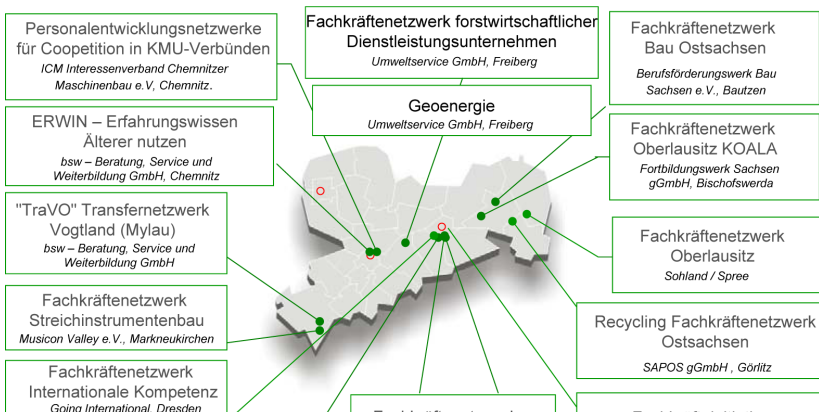 Personalentwicklungsnetzwerke
für Coopetition in KMU-Verbünden
ICM Interessenverband Chemnitzer
Maschinenbau e.V, Chemnitz.
ERWIN – Erfahrungswissen
Älterer nutzen
bsw – Beratung, Service und
Weiterbildung GmbH, Chemnitz
"TraVO" Transfernetzwerk
Vogtland (Mylau)
bsw – Beratung, Service und
Weiterbildung GmbH
Fachkräftenetzwerk
Streichinstrumentenbau
Musicon Valley e.V., Markneukirchen
Fachkräftenetzwerk
Internationale Kompetenz
Going International, Dresden
Fachkräftenetzwerk forstwirtschaftlicher
Dienstleistungsunternehmen
Umweltservice GmbH, Freiberg
Geoenergie
Umweltservice GmbH, Freiberg
Fachkräftenetzwerk
Bau Ostsachsen
Berufsförderungswerk Bau
Sachsen e.V., Bautzen
Fachkräftenetzwerk
Oberlausitz KOALA
Fortbildungswerk Sachsen
gGmbH, Bischofswerda
Fachkräftenetzwerk
Oberlausitz
Sohland / Spree
Recycling Fachkräftenetzwerk
Ostsachsen
SAPOS gGmbH , Görlitz